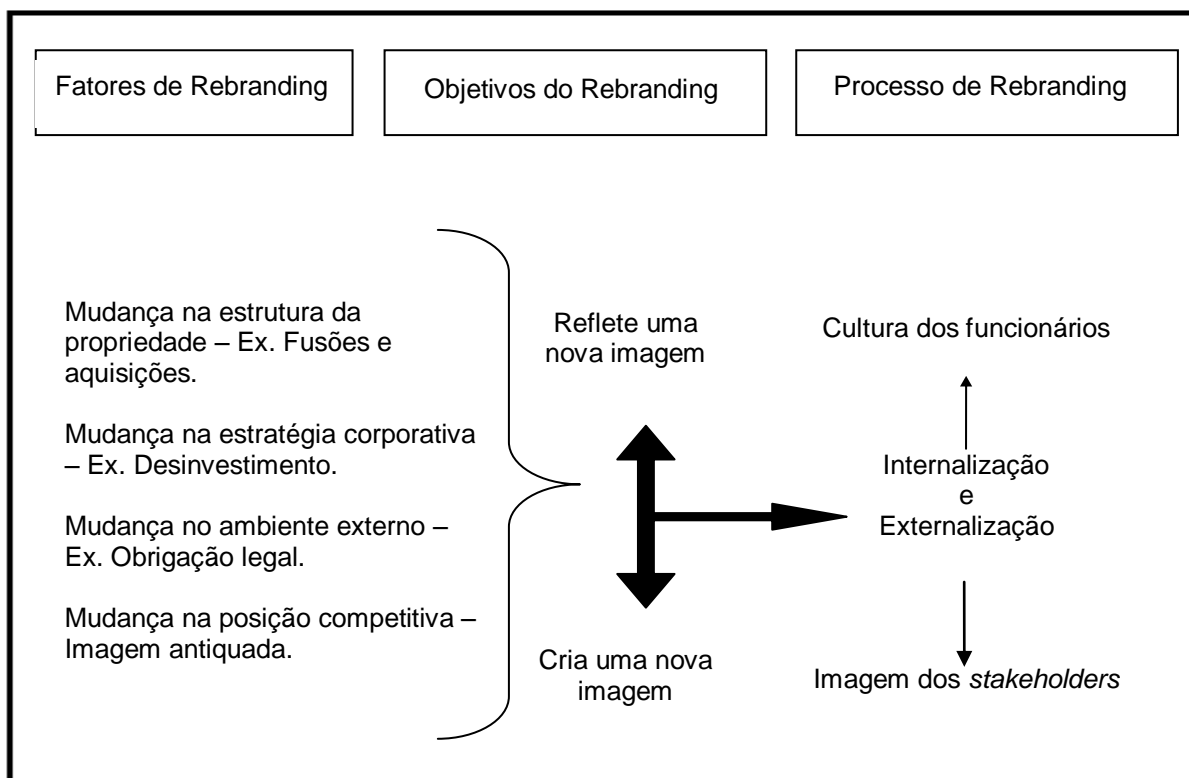 Fatores de Rebranding
Objetivos do Rebranding
Processo de Rebranding
Mudança na estrutura da
propriedade – Ex. Fusões e
aquisições.
Mudança na estratégia corporativa
– Ex. Desinvestimento.
Mudança no ambiente externo –
Ex. Obrigação legal.
Mudança na posição competitiva –
Imagem antiquada.
Reflete uma
nova imagem
Cria uma nova
imagem
Cultura dos funcionários
Internalização
e
Externalização
Imagem dos stakeholders